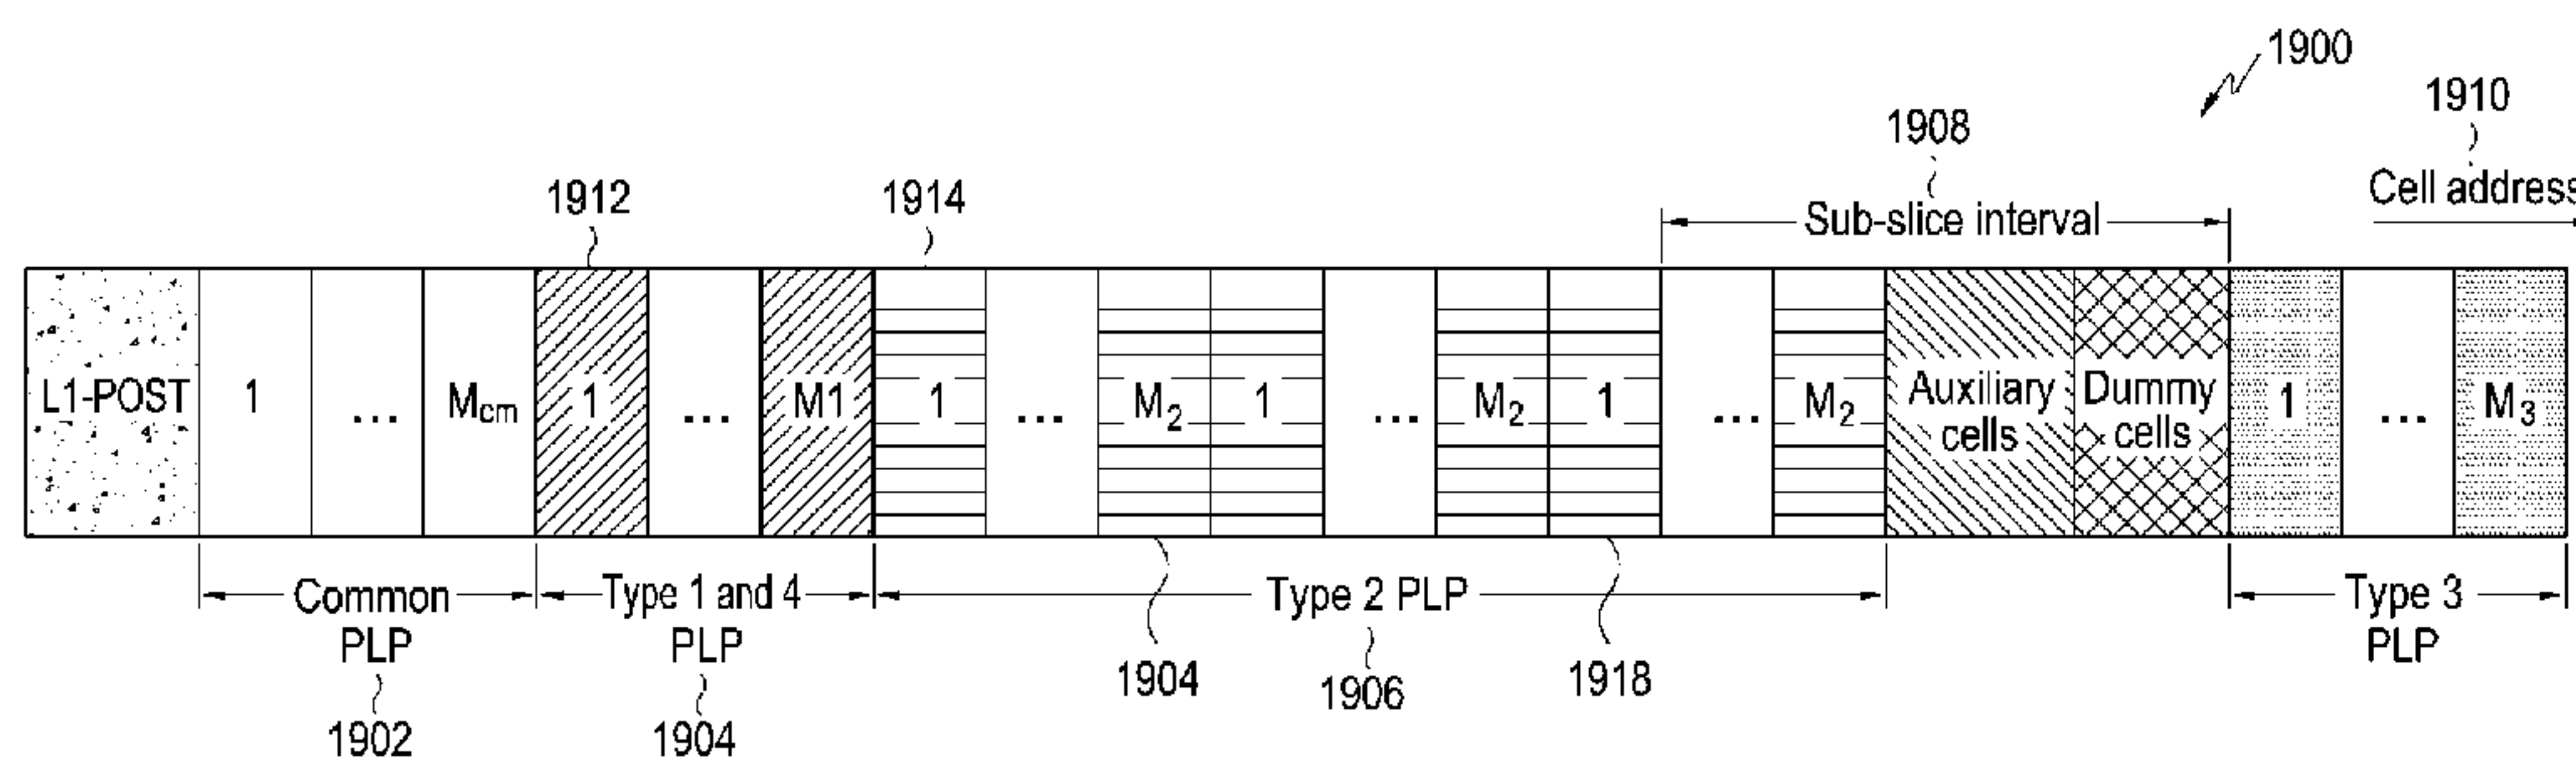 1900
1910
1908
Cell address
1912
1914
Sub-slice interval
L1-POST 1 ... Mcm 1 ... M1 1 ... M2 1 ... M2 1 ... M2 Auxiliary cells Dummy cells 1 ... M3
Common PLP
Type 1 and 4 PLP
Type 2 PLP
Type 3 PLP
1904
1906
1918
1902
1904